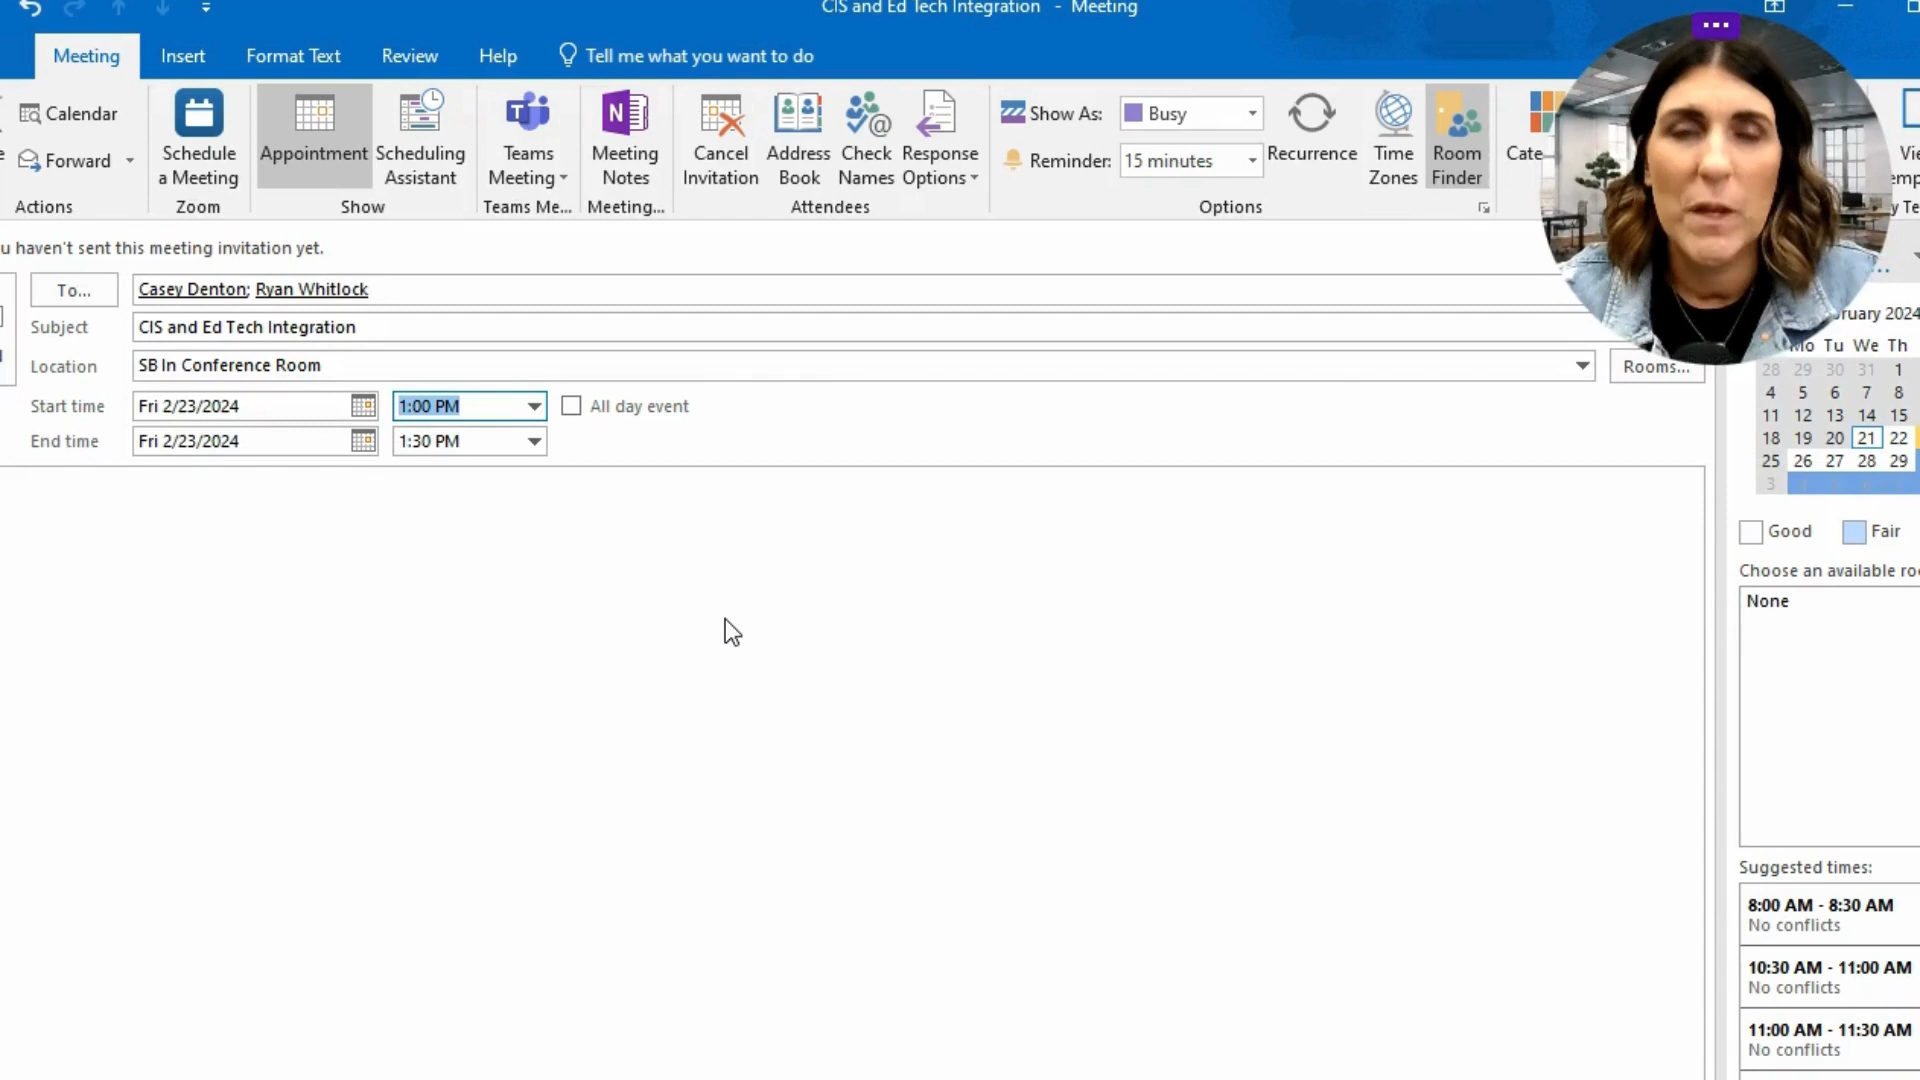 CIS and Ed Tech Integration - Meeting
Meeting Insert Format Text Review Help Tell me what you want to do
Calendar
Forward
Actions
Schedule
a Meeting
Zoom
Appointment
Scheduling
Assistant
Show
Teams
Meeting
Teams Me...
Meeting
Notes
Meeting...
Cancel
Invitation
Address
Book
Check
Names
Response
Options
Attendees
Show As: Busy
Reminder: 15 minutes
Recurrence
Time
Zones
Room
Finder
Options
Cate
u haven't sent this meeting invitation yet.
To... Casey Denton; Ryan Whitlock
Subject CIS and Ed Tech Integration
Location SB In Conference Room Rooms...
Start time Fri 2/23/2024 1:00 PM All day event
End time Fri 2/23/2024 1:30 PM
ruary 2024
Mo Tu We Th
28 29 30 31 1
4 5 6 7 8
11 12 13 14 15
18 19 20 21 22
25 26 27 28 29
3
Good Fair
Choose an available roo
None
Suggested times:
8:00 AM - 8:30 AM
No conflicts
10:30 AM - 11:00 AM
No conflicts
11:00 AM - 11:30 AM
No conflicts